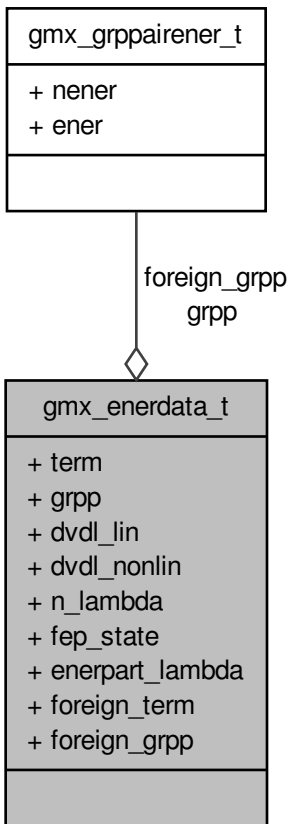 gmx_grppairener_t
+ nener
+ ener
foreign_grpp
grpp
gmx_enerdata_t
+ term
+ grpp
+ dvdl_lin
+ dvdl_nonlin
+ n_lambda
+ fep_state
+ enerpart_lambda
+ foreign_term
+ foreign_grpp